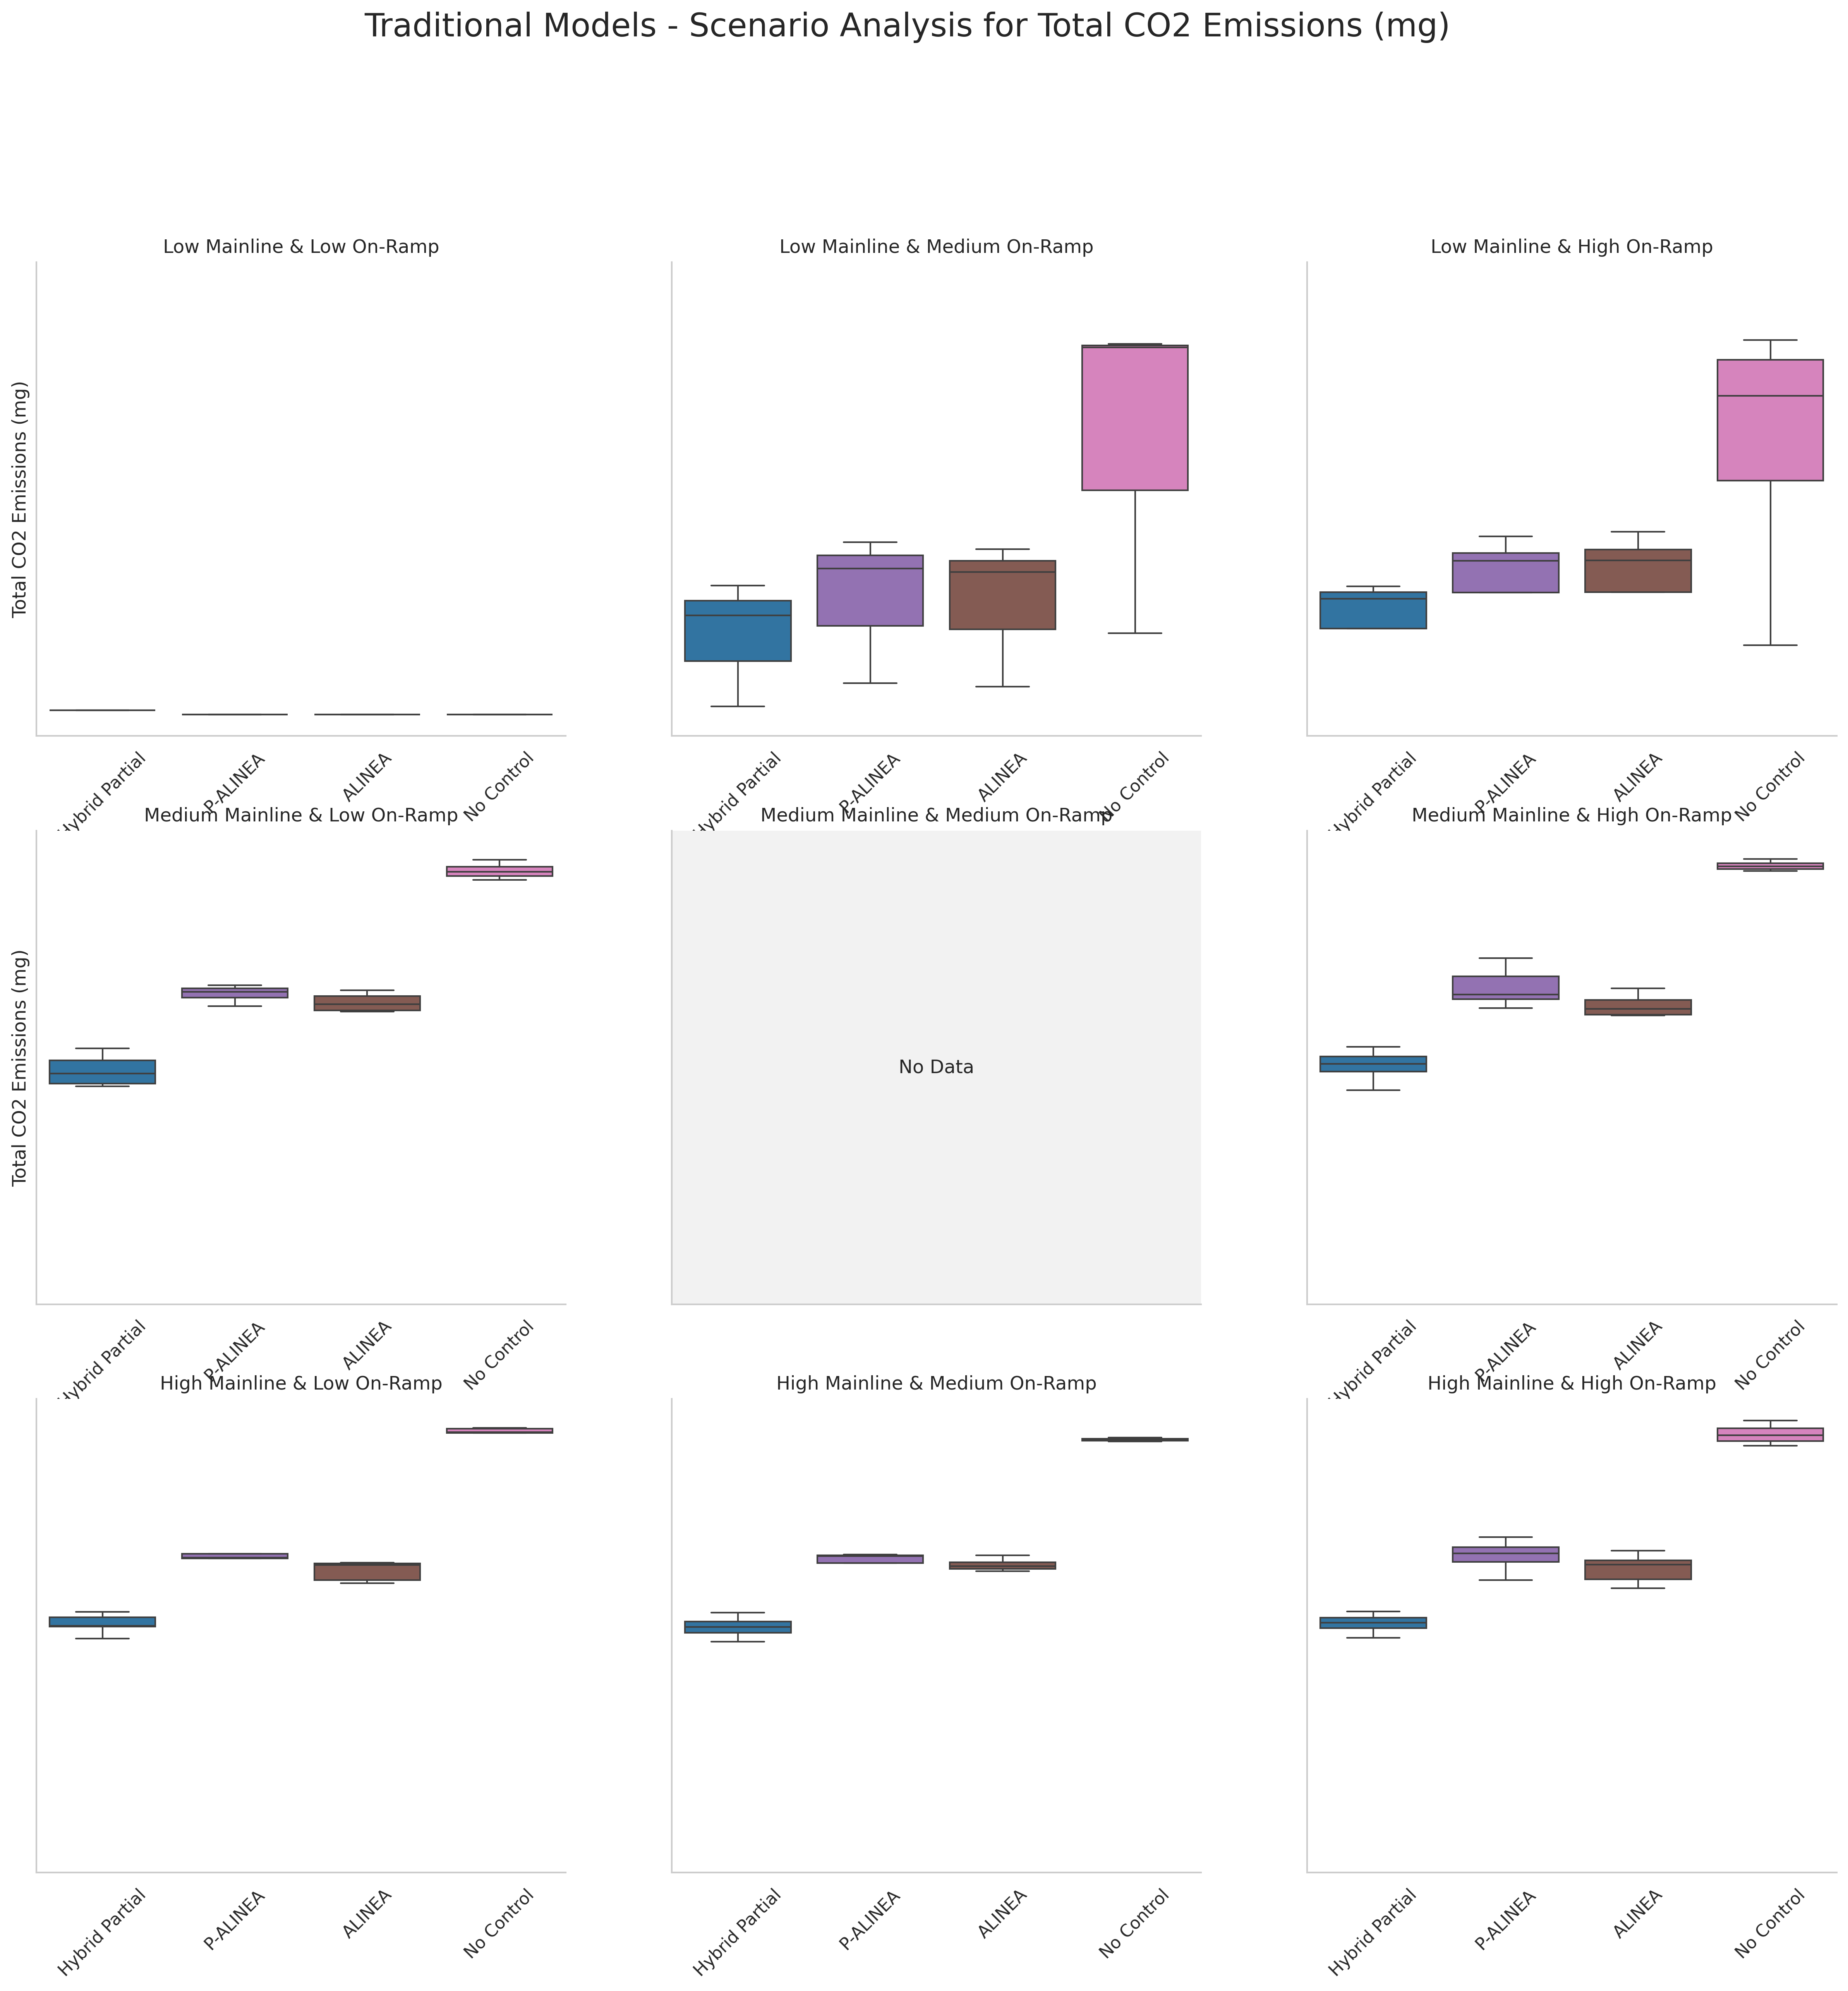 Traditional Models - Scenario Analysis for Total CO2 Emissions (mg)
Low Mainline & Low On-Ramp
Low Mainline & Medium On-Ramp
Low Mainline & High On-Ramp
Total CO2 Emissions (mg)
Hybrid Partial
P-ALINEA
ALINEA
No Control
Hybrid Partial
P-ALINEA
ALINEA
No Control
Hybrid Partial
P-ALINEA
ALINEA
No Control
Medium Mainline & Low On-Ramp
Medium Mainline & Medium On-Ramp
Medium Mainline & High On-Ramp
Total CO2 Emissions (mg)
No Data
Hybrid Partial
P-ALINEA
ALINEA
No Control
Hybrid Partial
P-ALINEA
ALINEA
No Control
High Mainline & Low On-Ramp
High Mainline & Medium On-Ramp
High Mainline & High On-Ramp
Hybrid Partial
P-ALINEA
ALINEA
No Control
Hybrid Partial
P-ALINEA
ALINEA
No Control
Hybrid Partial
P-ALINEA
ALINEA
No Control